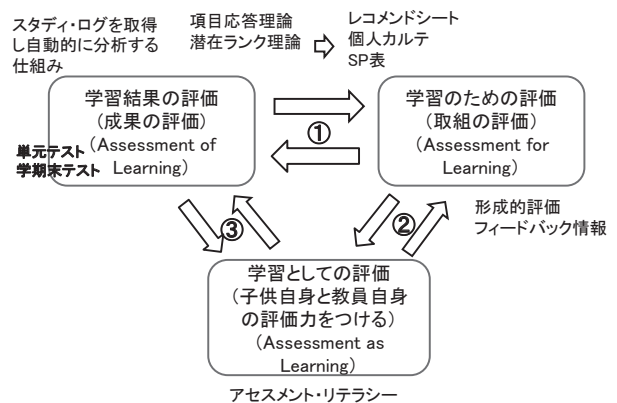 スタディ・ログを取得
し自動的に分析する
仕組み
項目応答理論
潜在ランク理論
レコメンドシート
個人カルテ
SP表
学習結果の評価
(成果の評価)
(Assessment of
Learning)
単元テスト
学期末テスト
①
学習のための評価
(取組の評価)
(Assessment for
Learning)
③
②
形成的評価
フィードバック情報
学習としての評価
(子供自身と教員自身
の評価力をつける)
(Assessment as
Learning)
アセスメント・リテラシー